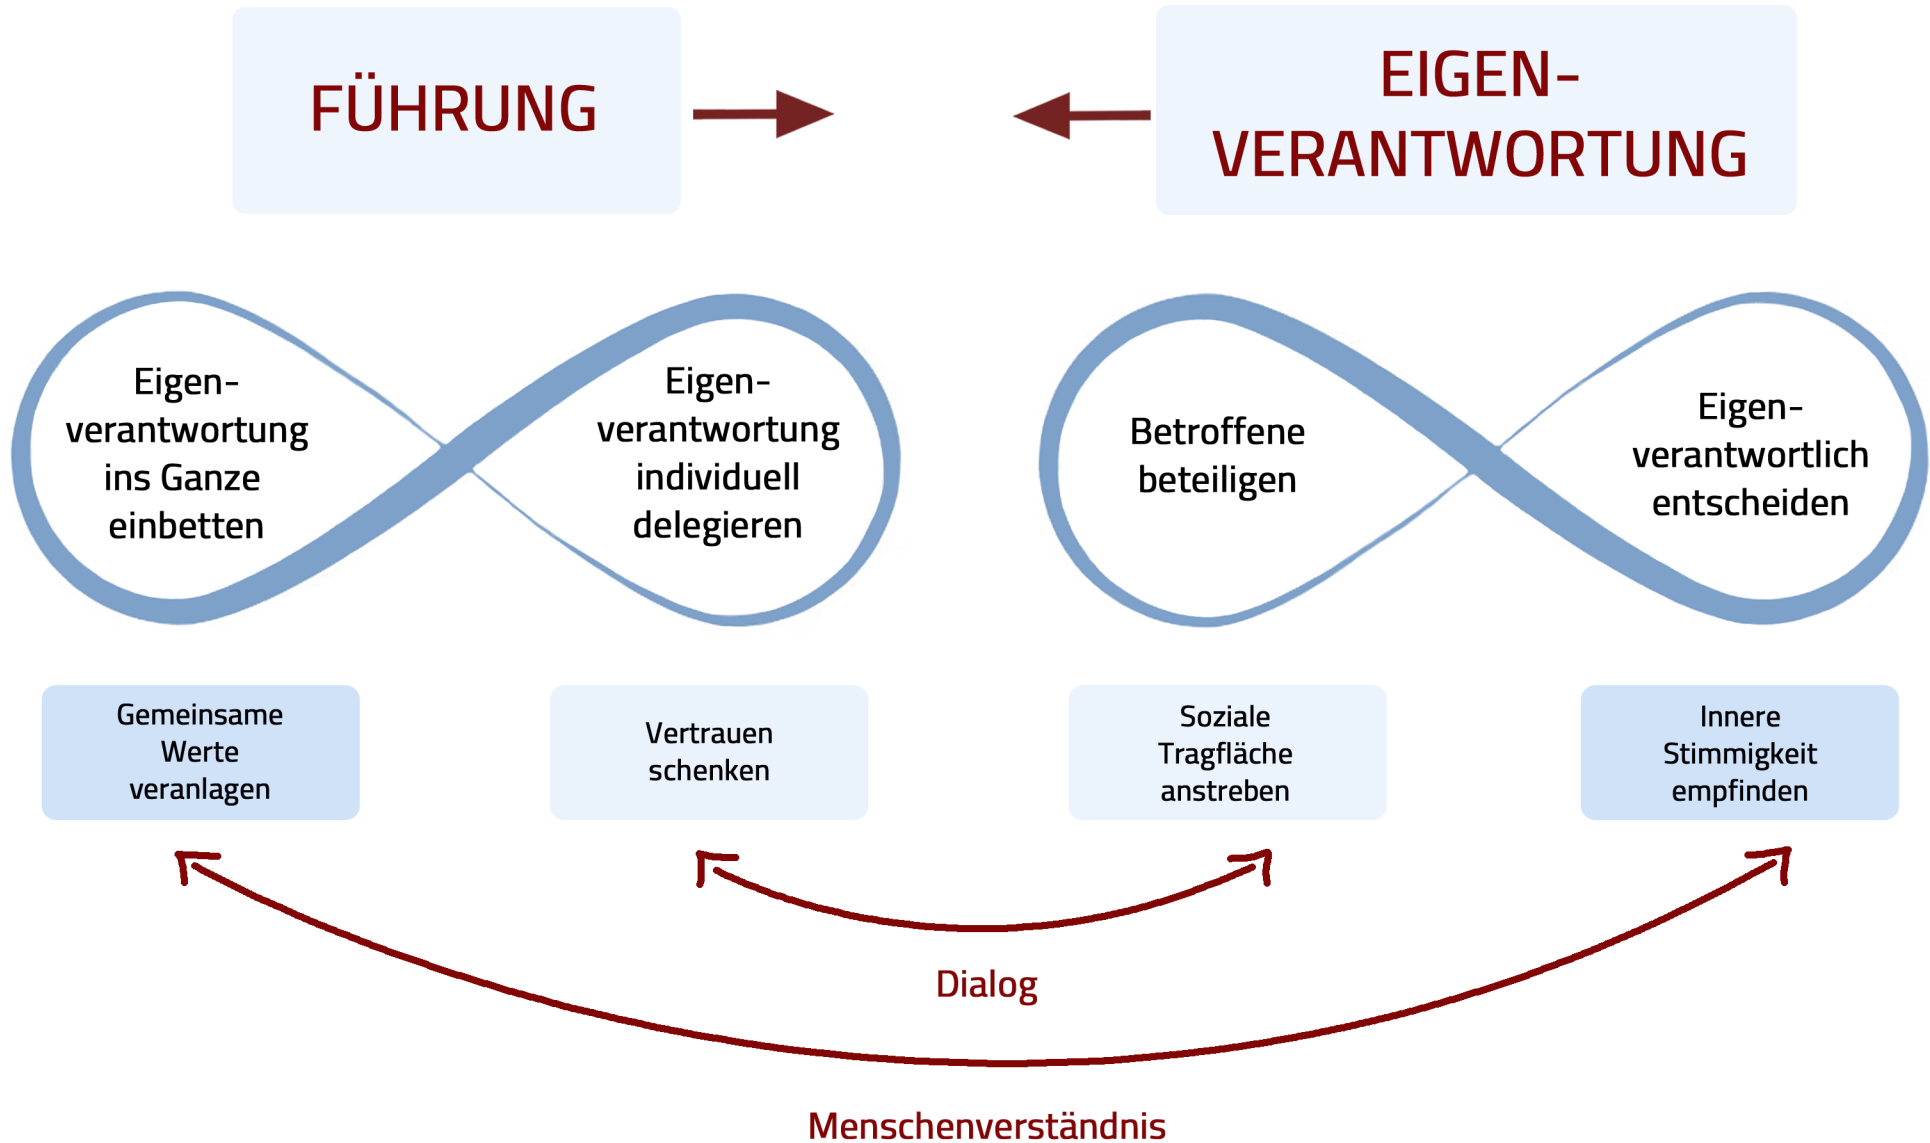 FÜHRUNG
EIGEN-
VERANTWORTUNG
Eigen-
verantwortung
ins Ganze
einbetten
Eigen-
verantwortung
individuell
delegieren
Betroffene
beteiligen
Eigen-
verantwortlich
entscheiden
Gemeinsame
Werte
veranlagen
Vertrauen
schenken
Soziale
Tragfläche
anstreben
Innere
Stimmigkeit
empfinden
Dialog
Menschenverständnis